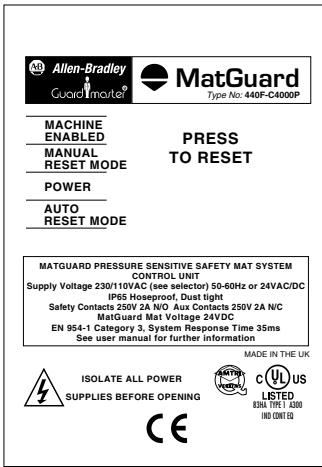 A-B Allen-Bradley
Guardmaster®
MatGuard
Type No: 440F-C4000P
MACHINE
ENABLED
MANUAL
RESET MODE
POWER
AUTO
RESET MODE
PRESS
TO RESET
MATGUARD PRESSURE SENSITIVE SAFETY MAT SYSTEM
CONTROL UNIT
Supply Voltage 230/110VAC (see selector) 50-60Hz or 24VAC/DC
IP65 Hoseproof, Dust tight
Safety Contacts 250V 2A N/O Aux Contacts 250V 2A N/C
MatGuard Mat Voltage 24VDC
EN 954-1 Category 3, System Response Time 35ms
See user manual for further information
MADE IN THE UK
ISOLATE ALL POWER
SUPPLIES BEFORE OPENING
AMTRI
VERITAS
C UL US
LISTED
83HA TYPE 1 A300
IND CONT EQ
CE